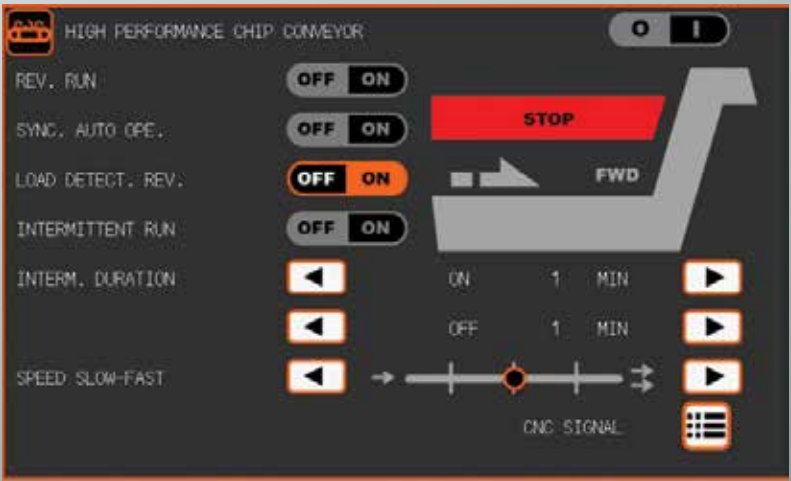 HIGH PERFORMANCE CHIP CONVEYOR O I
REV. RUN OFF ON
STOP
SYNC. AUTO OPE. OFF ON
LOAD DETECT. REV. OFF ON FWD
INTERMITTENT RUN OFF ON
INTERM. DURATION ON 1 MIN
OFF 1 MIN
SPEED SLOW-FAST
CNC SIGNAL